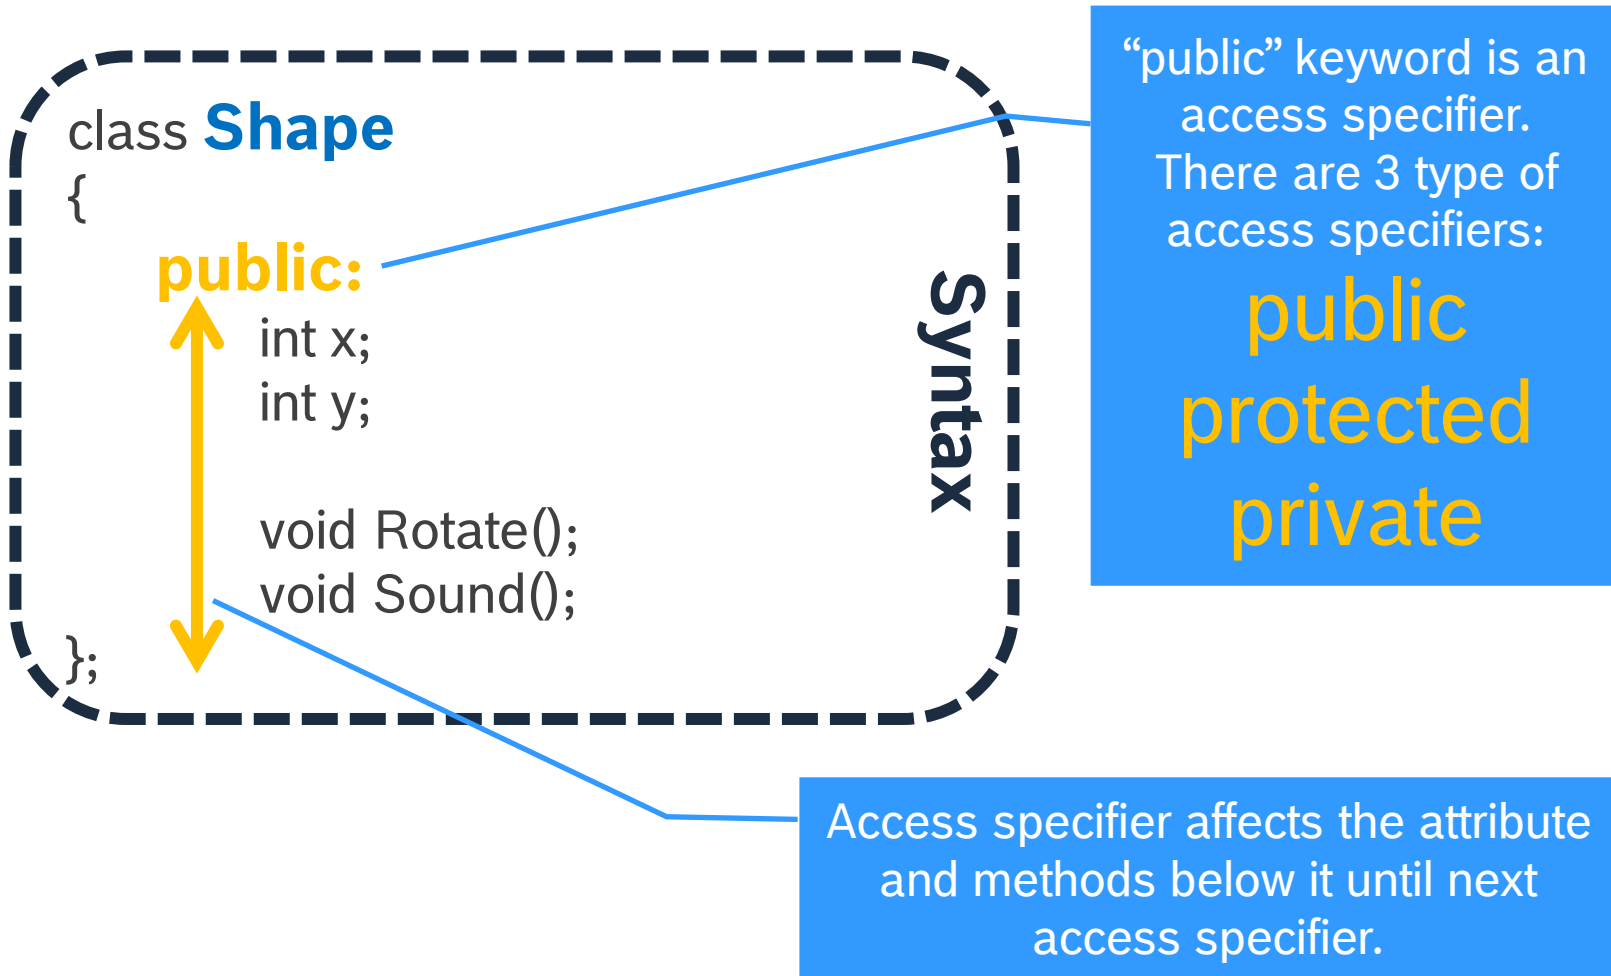 class Shape
{
public:
int x;
int y;
void Rotate();
void Sound();
};
Syntax
“public” keyword is an
access specifier.
There are 3 type of
access specifiers:
public
protected
private
Access specifier affects the attribute
and methods below it until next
access specifier.